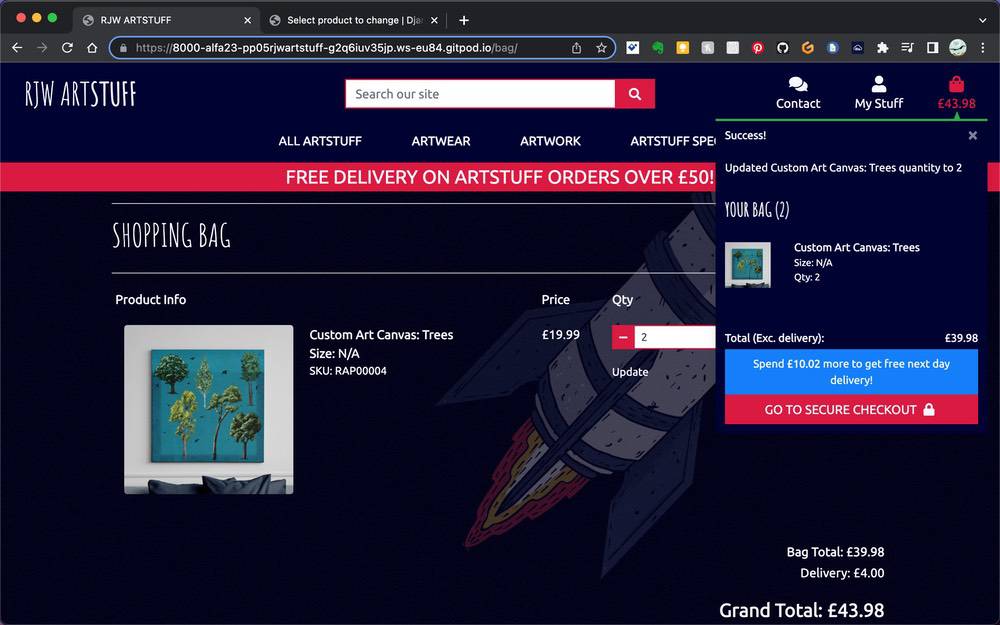 RJW ARTSTUFF
Select product to change | Dja
https://8000-alfa23-pp05rjwartstuff-g2q6iuv35jp.ws-eu84.gitpod.io/bag/
RJW ARTSTUFF
Search our site
Contact
My Stuff
£43.98
ALL ARTSTUFF
ARTWEAR
ARTWORK
ARTSTUFF SPE
FREE DELIVERY ON ARTSTUFF ORDERS OVER £50!
Success!
Updated Custom Art Canvas: Trees quantity to 2
YOUR BAG (2)
Custom Art Canvas: Trees
Size: N/A
Qty: 2
Total (Exc. delivery):
£39.98
Spend £10.02 more to get free next day
delivery!
GO TO SECURE CHECKOUT
SHOPPING BAG
Product Info
Price
Qty
Custom Art Canvas: Trees
Size: N/A
SKU: RAP00004
£19.99
2
Update
Bag Total: £39.98
Delivery: £4.00
Grand Total: £43.98